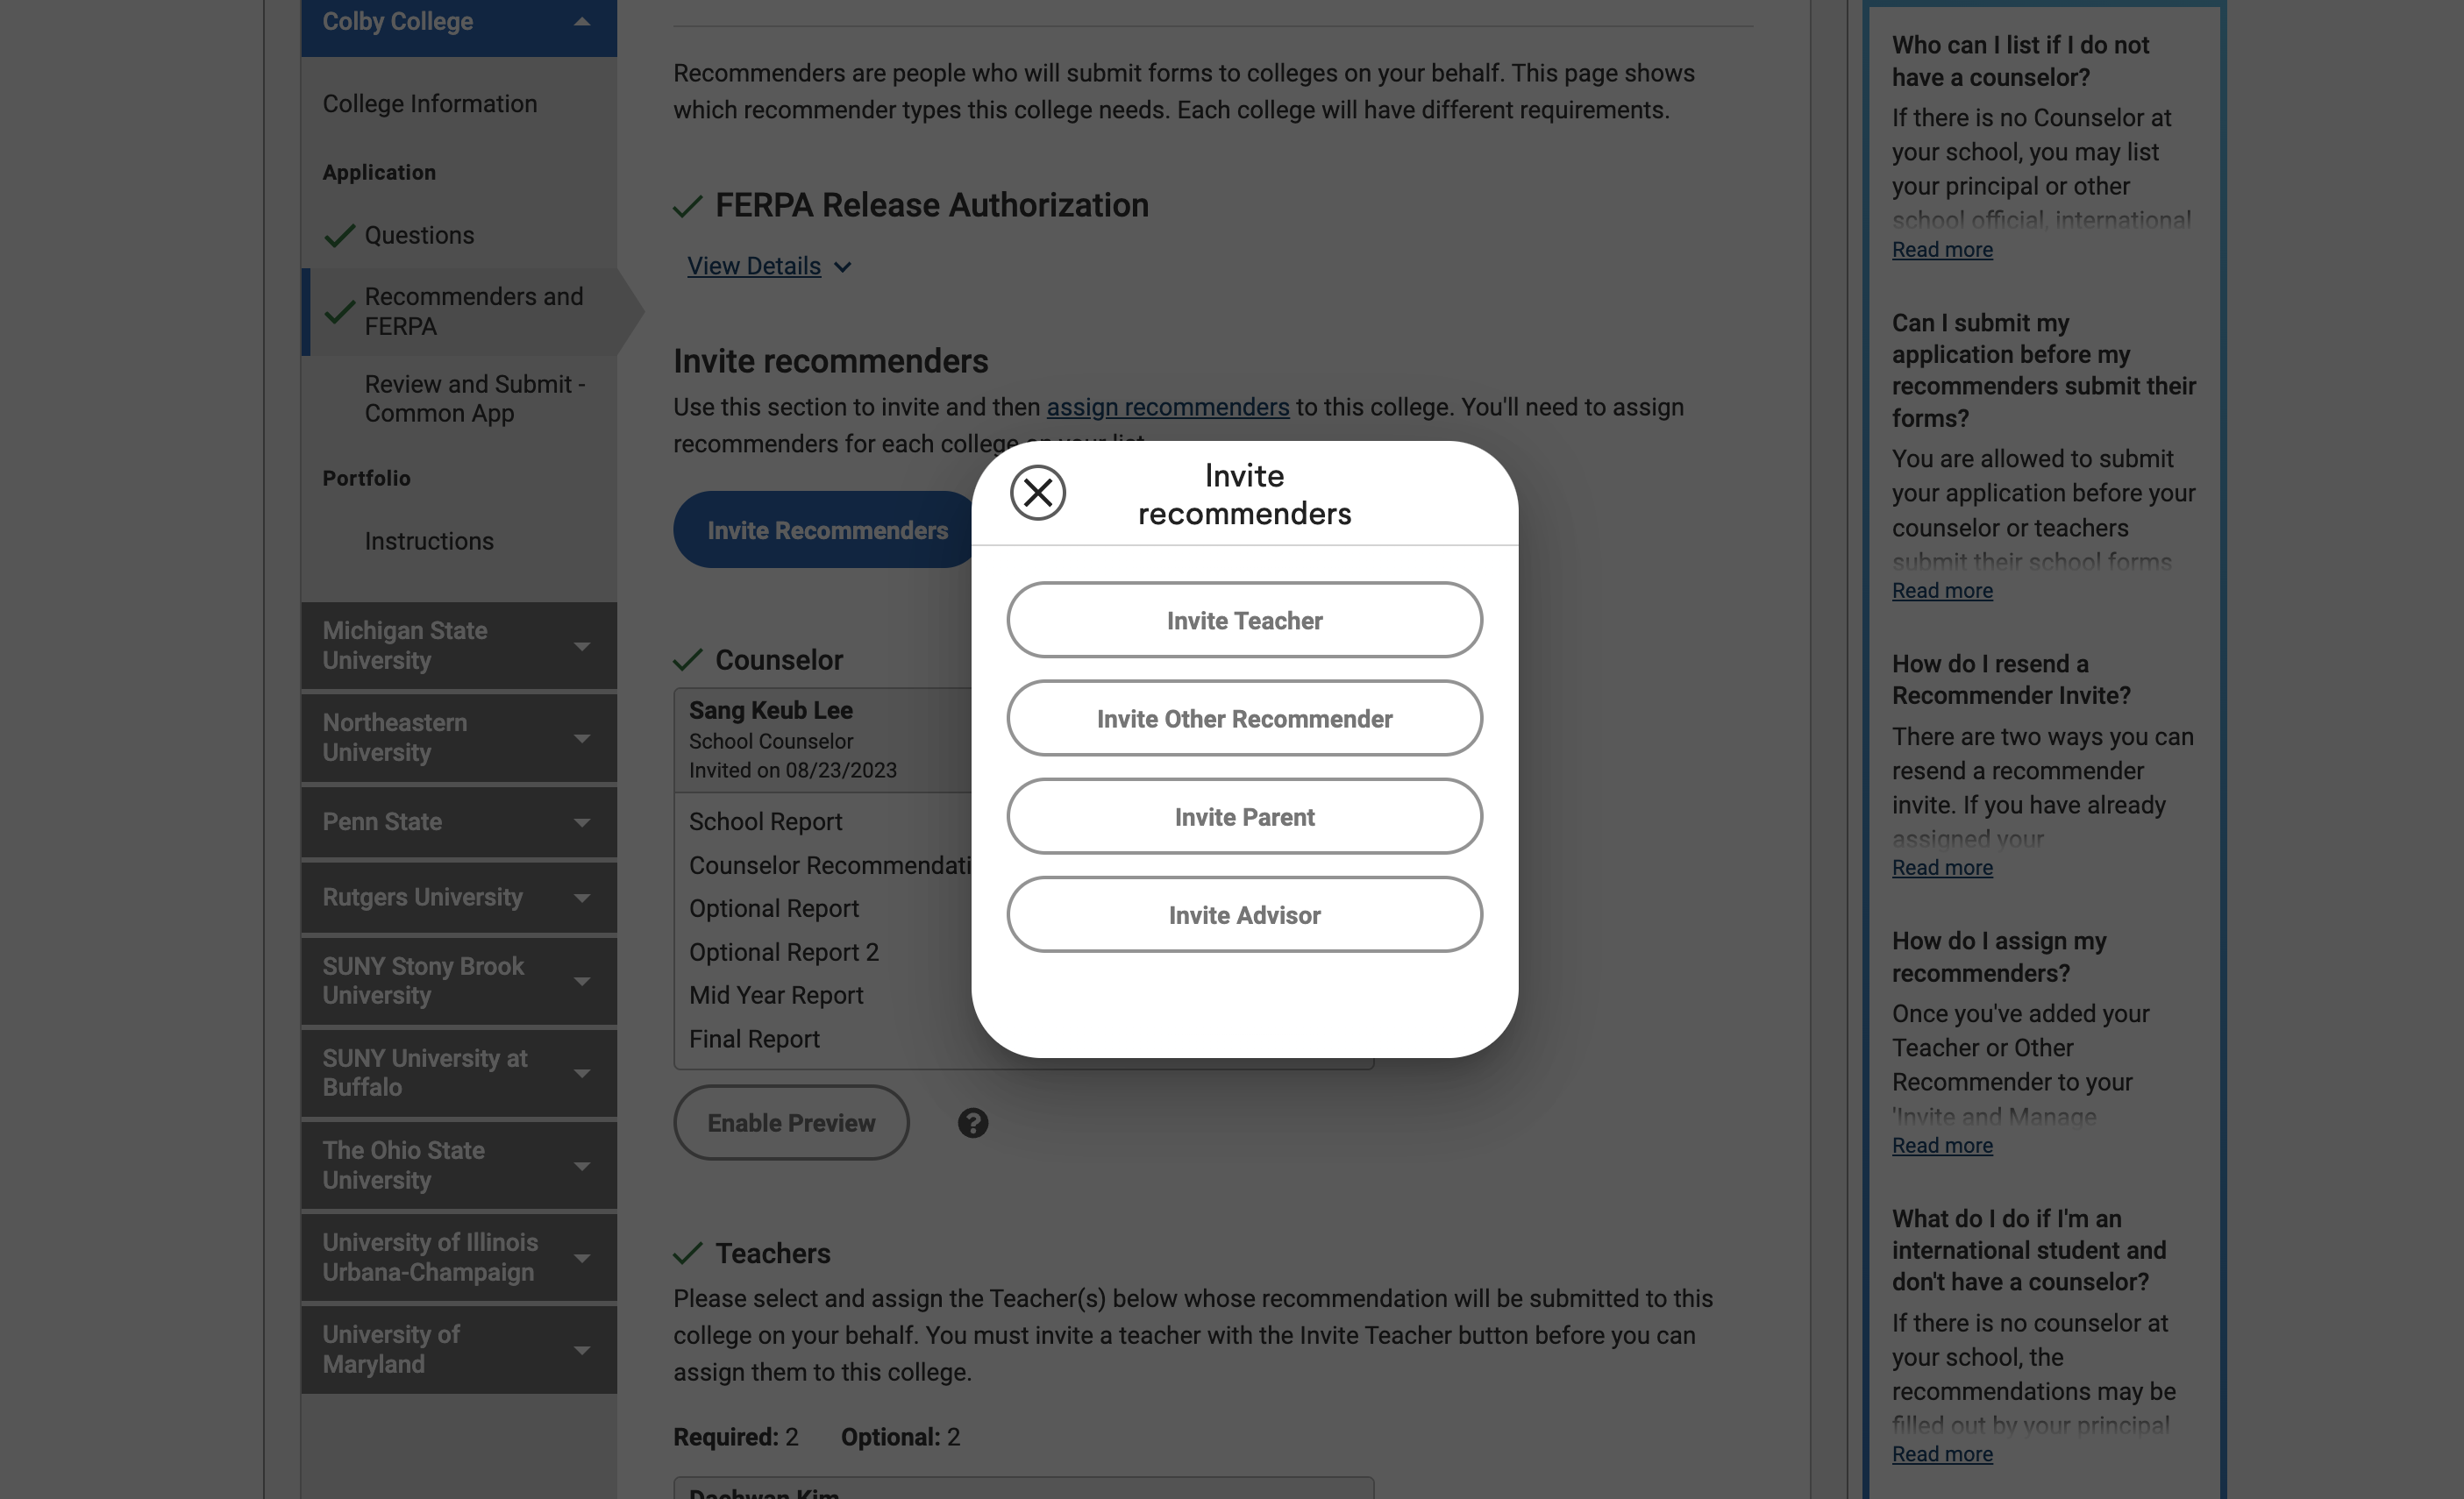 Colby College
College Information
Application
Questions
Recommenders and
FERPA
Review and Submit -
Common App
Portfolio
Instructions
Michigan State
University
Northeastern
University
Penn State
Rutgers University
SUNY Stony Brook
University
SUNY University at
Buffalo
The Ohio State
University
University of Illinois
Urbana-Champaign
University of
Maryland
Recommenders are people who will submit forms to colleges on your behalf. This page shows
which recommender types this college needs. Each college will have different requirements.
FERPA Release Authorization
View Details
Invite recommenders
Use this section to invite and then assign recommenders to this college. You'll need to assign
recommenders for each college on your list.
Invite Recommenders
Counselor
Sang Keub Lee
School Counselor
Invited on 08/23/2023
School Report
Counselor Recommendati
Optional Report
Optional Report 2
Mid Year Report
Final Report
Enable Preview
?
Teachers
Please select and assign the Teacher(s) below whose recommendation will be submitted to this
college on your behalf. You must invite a teacher with the Invite Teacher button before you can
assign them to this college.
Required: 2 Optional: 2
Daehwan Kim
Invite
recommenders
Invite Teacher
Invite Other Recommender
Invite Parent
Invite Advisor
Who can I list if I do not
have a counselor?
If there is no Counselor at
your school, you may list
your principal or other
school official, international
Read more
Can I submit my
application before my
recommenders submit their
forms?
You are allowed to submit
your application before your
counselor or teachers
submit their school forms
Read more
How do I resend a
Recommender Invite?
There are two ways you can
resend a recommender
invite. If you have already
assigned your
Read more
How do I assign my
recommenders?
Once you've added your
Teacher or Other
Recommender to your
'Invite and Manage
Read more
What do I do if I'm an
international student and
don't have a counselor?
If there is no counselor at
your school, the
recommendations may be
filled out by your principal
Read more